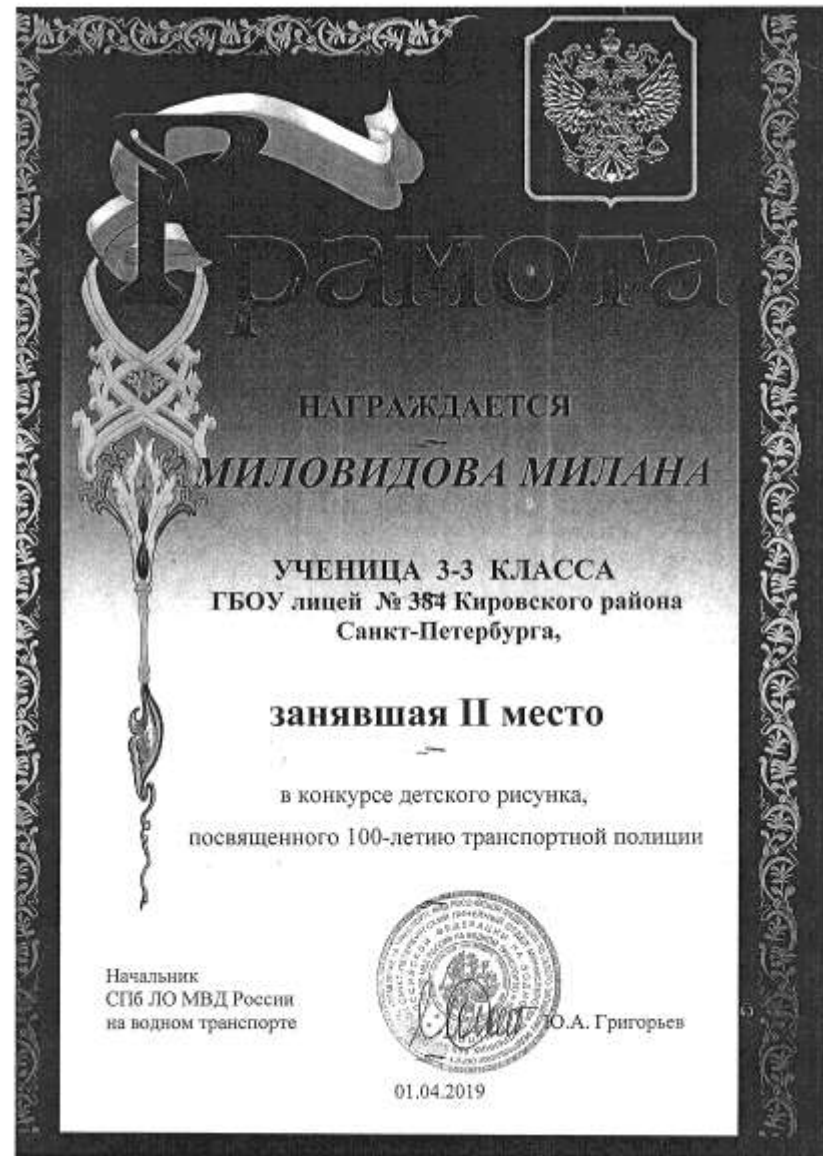 Грамота
НАГРАЖДАЕТСЯ
МИЛОВИДОВА МИЛАНА
УЧЕНИЦА 3-3 КЛАССА
ГБОУ лицей № 384 Кировского района
Санкт-Петербурга,
занявшая II место
в конкурсе детского рисунка,
посвященного 100-летию транспортной полиции
Начальник
СПб ЛО МВД России
на водном транспорте
Ю.А. Григорьев
01.04.2019